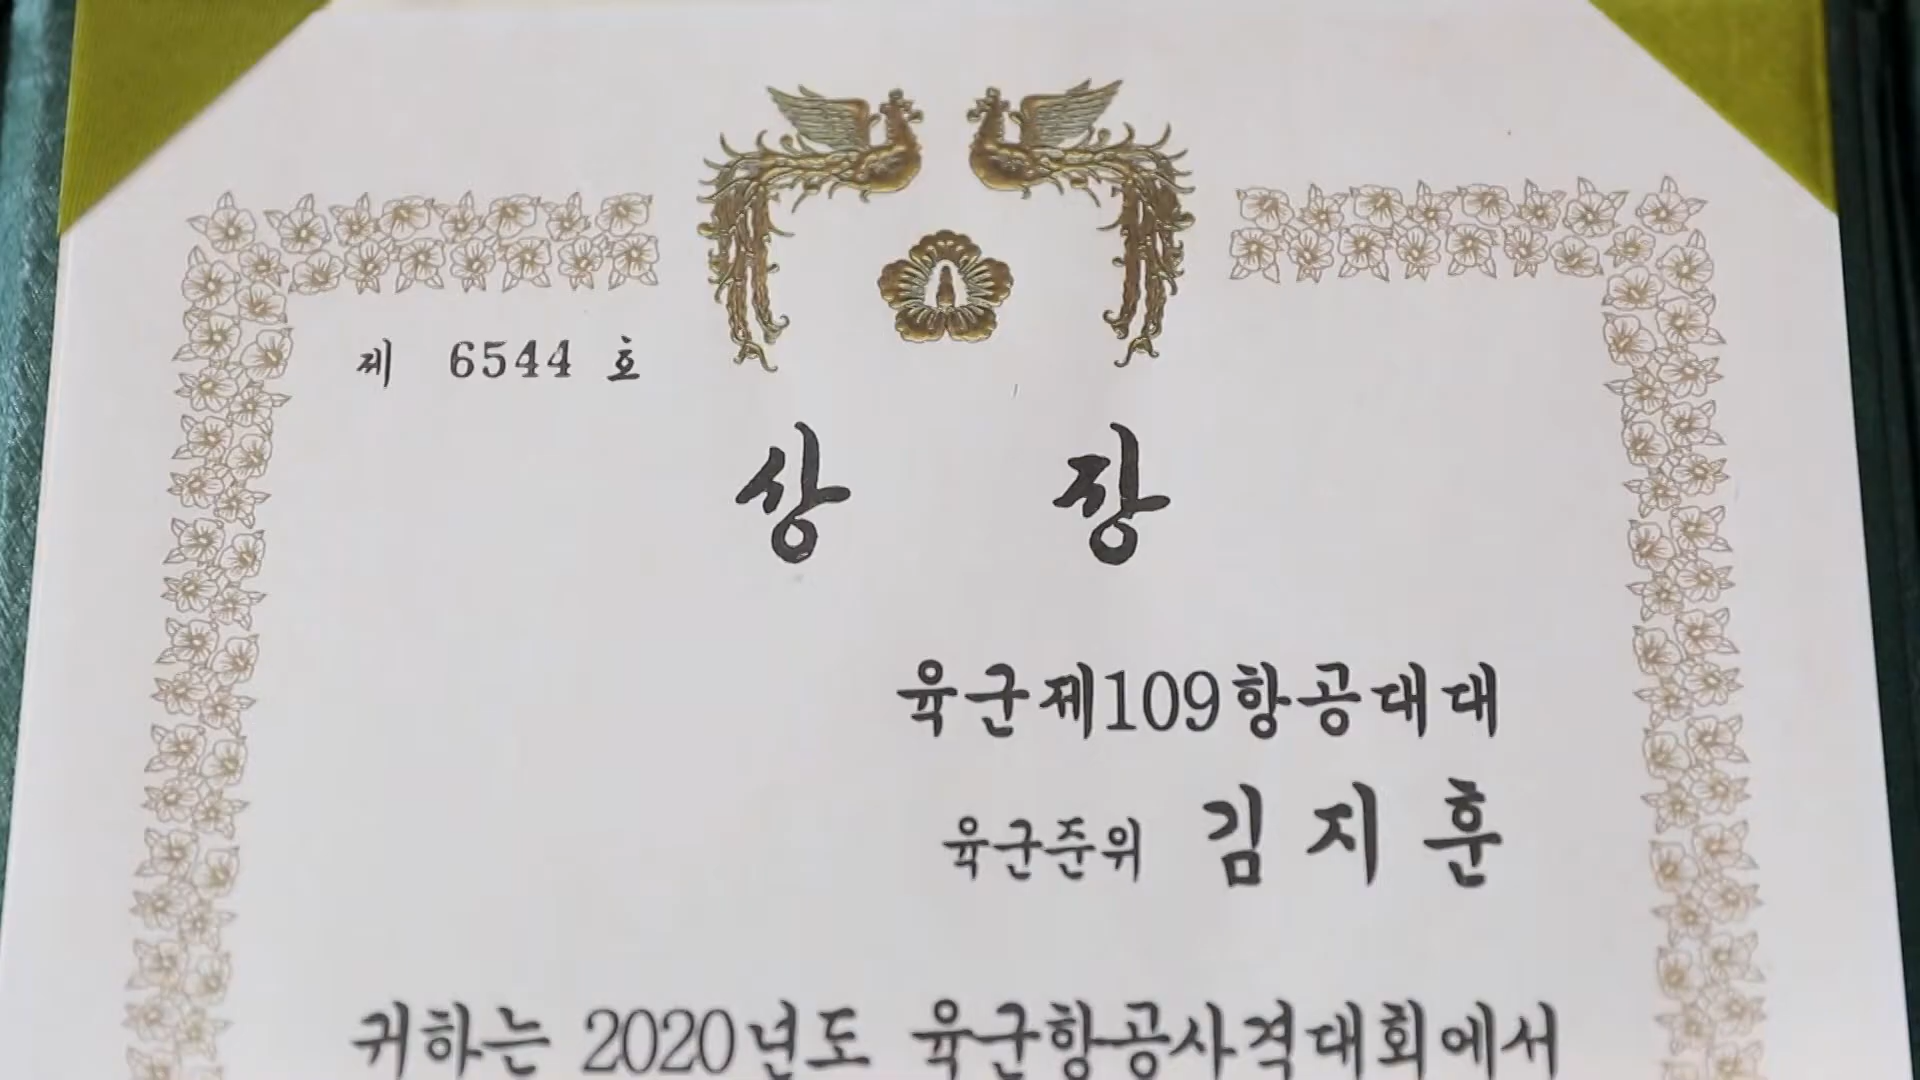 제 6544 호
상 장
육군제109항공대대
육군준위 김 지 훈
귀하는 2020년도 육군항공사격대회에서